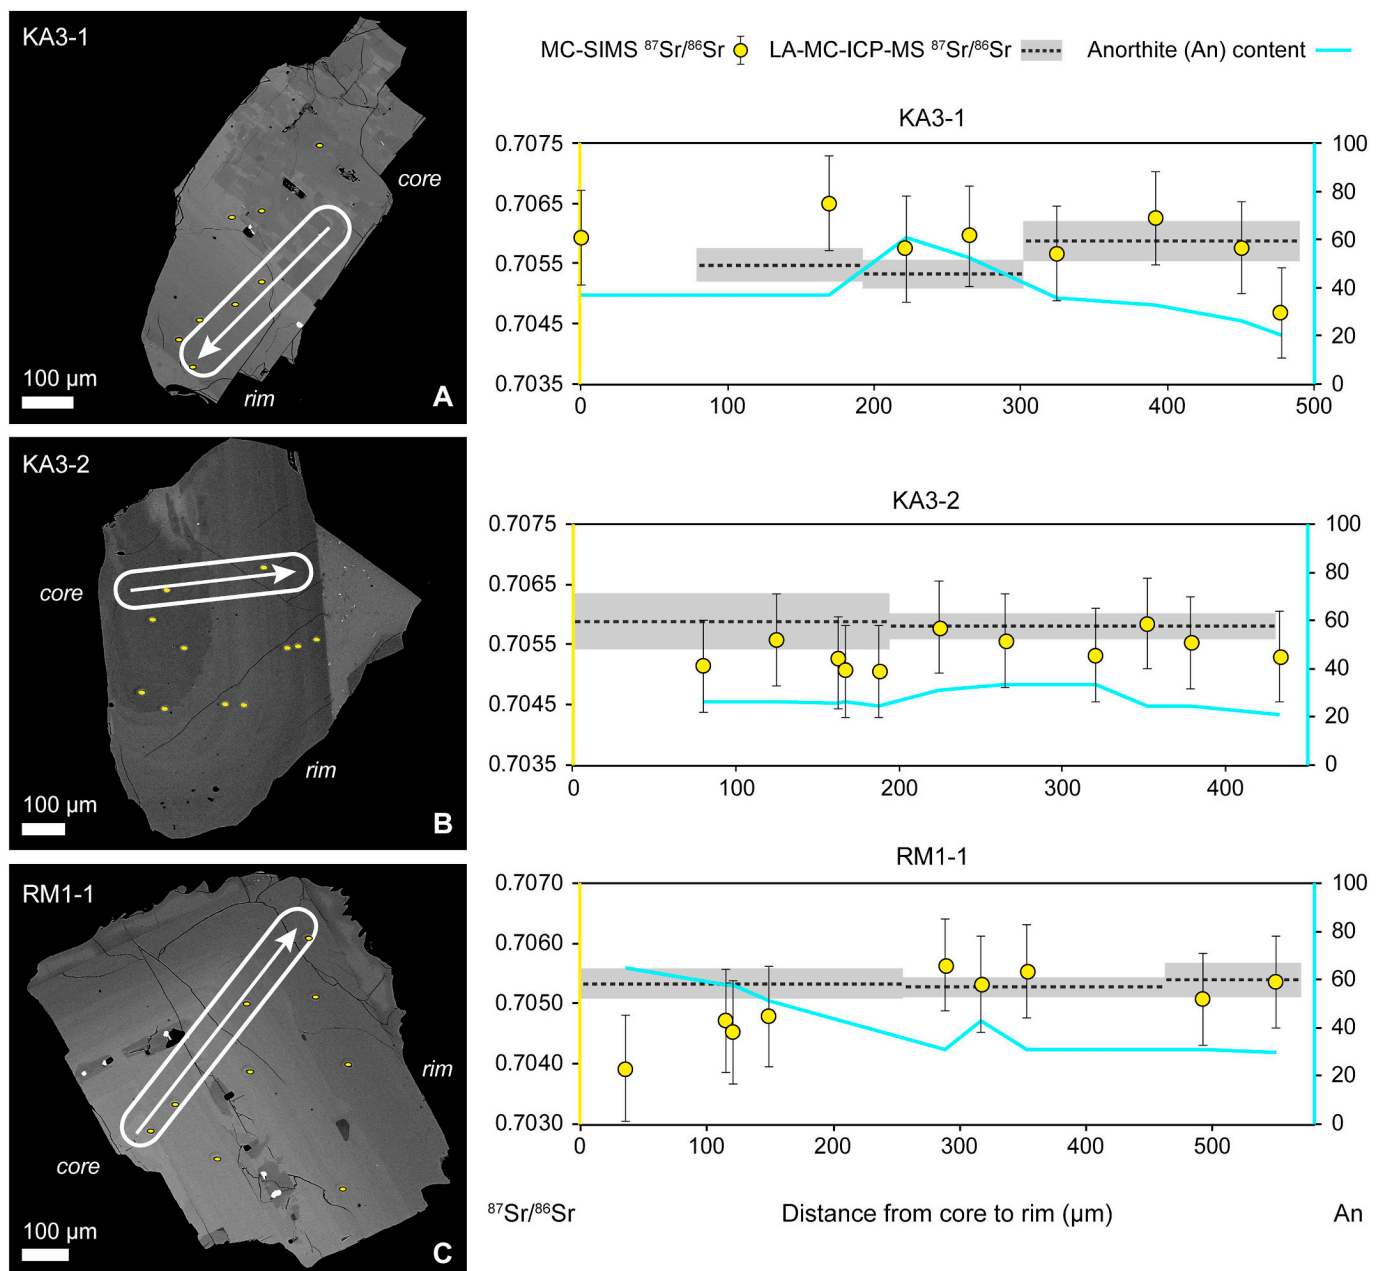 KA3-1
core
rim
100 µm
A
KA3-2
core
rim
100 µm
B
RM1-1
rim
core
100 µm
C
MC-SIMS ⁸⁷Sr/⁸⁶Sr LA-MC-ICP-MS ⁸⁷Sr/⁸⁶Sr Anorthite (An) content
KA3-1
0.7075 100
0.7065 80
60
0.7055 40
0.7045 20
0.7035 0
0 100 200 300 400 500
KA3-2
0.7075 100
0.7065 80
60
0.7055 40
0.7045 20
0.7035 0
0 100 200 300 400
RM1-1
0.7070 100
0.7060 80
0.7050 60
40
0.7040 20
0.7030 0
0 100 200 300 400 500
⁸⁷Sr/⁸⁶Sr Distance from core to rim (µm) An